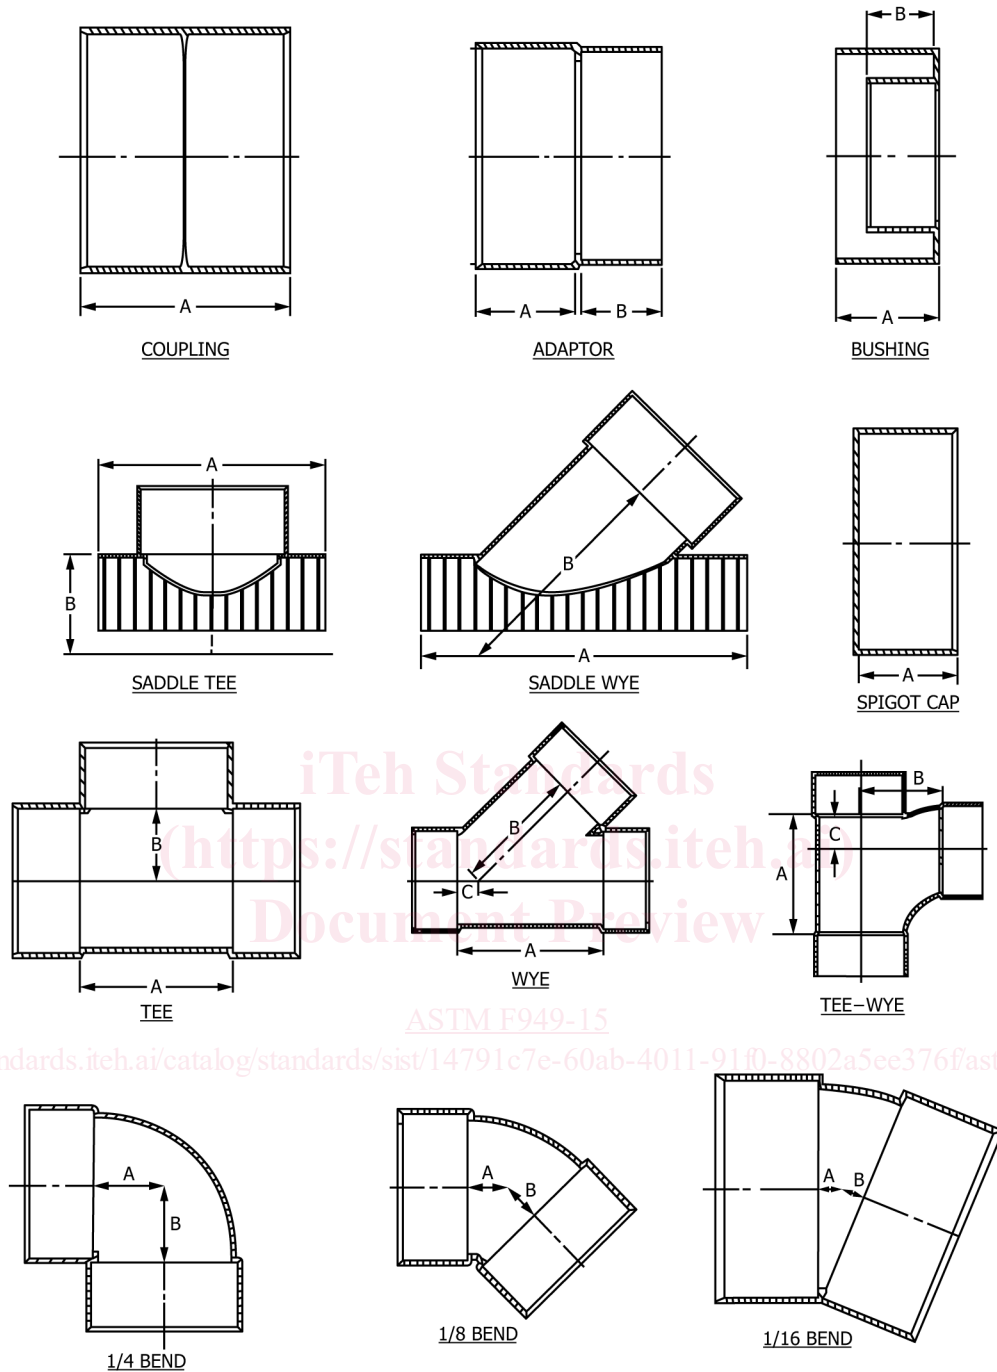 B
A
A
B
A
COUPLING
ADAPTOR
BUSHING
A
B
B
A
A
SADDLE TEE
SADDLE WYE
SPIGOT CAP
iTeh Standards
B
B
B
C
(https://standards.iteh.ai)
A
C
Document Preview
A
A
WYE
TEE
TEE–WYE
ASTM F949-15
ndards.iteh.ai/catalog/standards/sist/14791c7e-60ab-4011-91f0-8802a5ee376f/ast
A
B
A
B
A
B
1/4 BEND
1/8 BEND
1/16 BEND